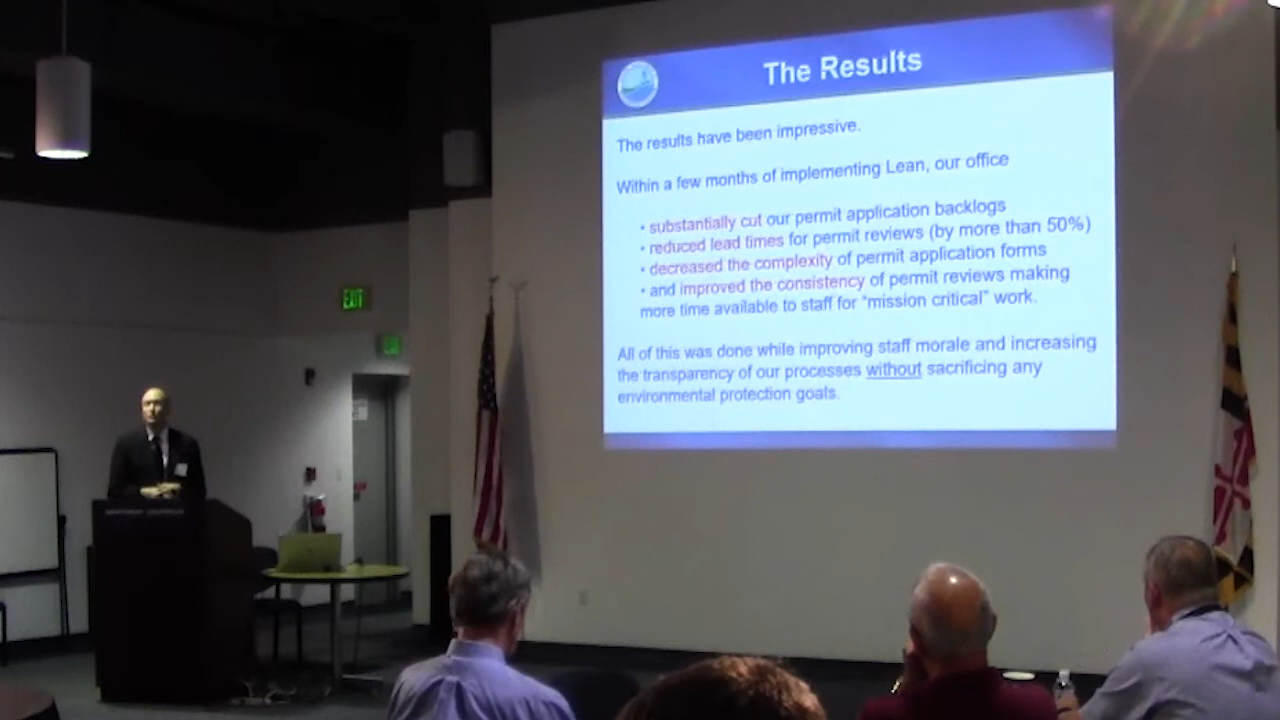 The Results
The results have been impressive.
Within a few months of implementing Lean, our office
• substantially cut our permit application backlogs
• reduced lead times for permit reviews (by more than 50%)
• decreased the complexity of permit application forms
• and improved the consistency of permit reviews making
more time available to staff for "mission critical" work.
All of this was done while improving staff morale and increasing
the transparency of our processes without sacrificing any
environmental protection goals.
EXIT